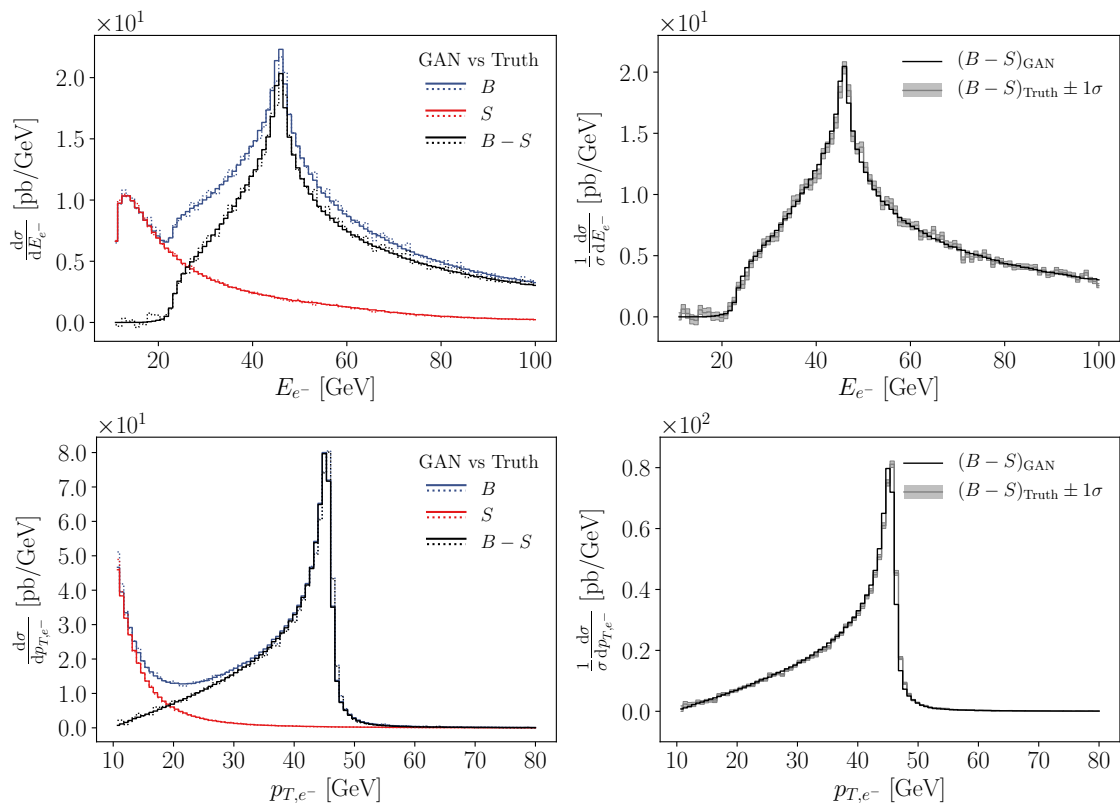 ×10¹
GAN vs Truth
B
S
B − S
2.0
1.5
1.0
0.5
0.0
dσ/dE_{e⁻} [pb/GeV]
20 40 60 80 100
E_{e⁻} [GeV]
×10¹
(B − S)_{GAN}
(B − S)_{Truth} ± 1σ
2.0
1.5
1.0
0.5
0.0
1/σ dσ/dE_{e⁻} [pb/GeV]
20 40 60 80 100
E_{e⁻} [GeV]
×10¹
GAN vs Truth
B
S
B − S
8.0
7.0
6.0
5.0
4.0
3.0
2.0
1.0
0.0
dσ/dp_{T,e⁻} [pb/GeV]
10 20 30 40 50 60 70 80
p_{T,e⁻} [GeV]
×10²
(B − S)_{GAN}
(B − S)_{Truth} ± 1σ
0.8
0.6
0.4
0.2
0.0
1/σ dσ/dp_{T,e⁻} [pb/GeV]
10 20 30 40 50 60 70 80
p_{T,e⁻} [GeV]